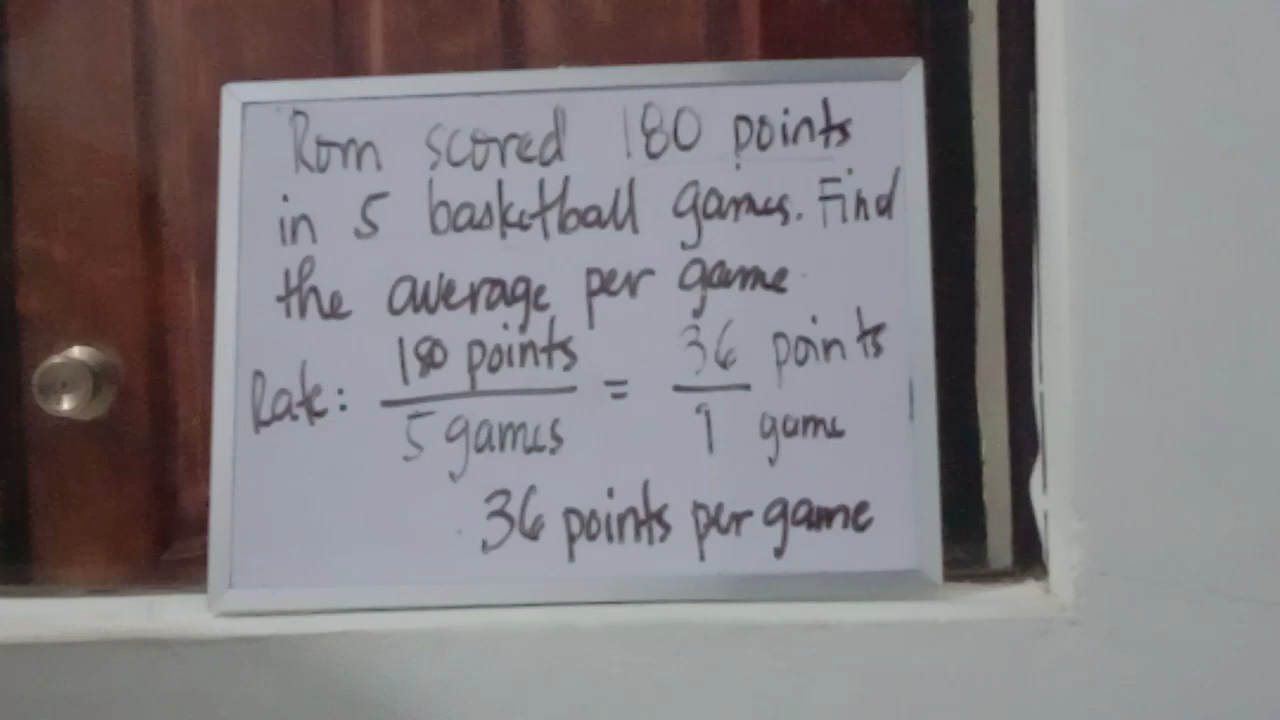 Rom scored 180 points
in 5 basketball games. Find
the average per game.
Rate: 180 points / 5 games = 36 points / 1 game
36 points per game